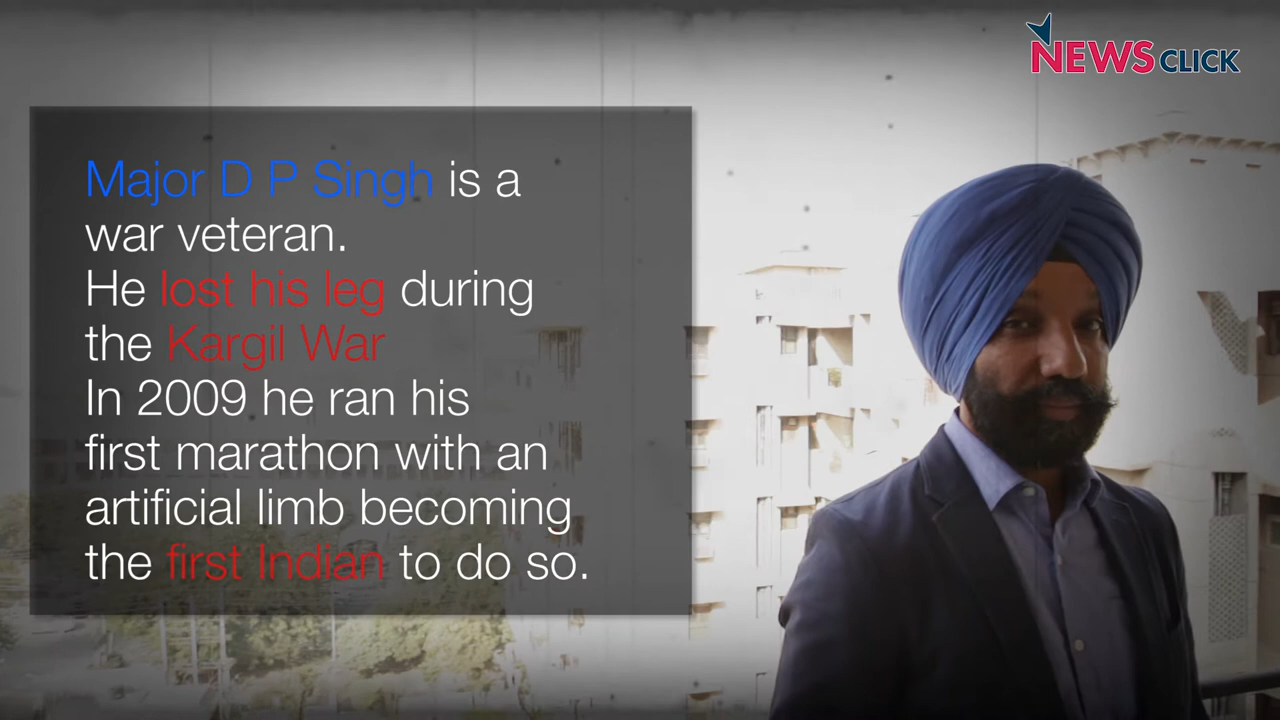 NEWSCLICK
Major D P Singh is a
war veteran.
He lost his leg during
the Kargil War
In 2009 he ran his
first marathon with an
artificial limb becoming
the first Indian to do so.